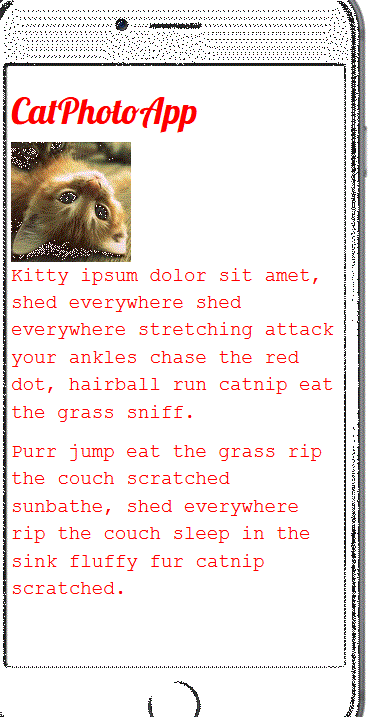 CatPhotoApp
Kitty ipsum dolor sit amet,
shed everywhere shed
everywhere stretching attack
your ankles chase the red
dot, hairball run catnip eat
the grass sniff.
Purr jump eat the grass rip
the couch scratched
sunbathe, shed everywhere
rip the couch sleep in the
sink fluffy fur catnip
scratched.